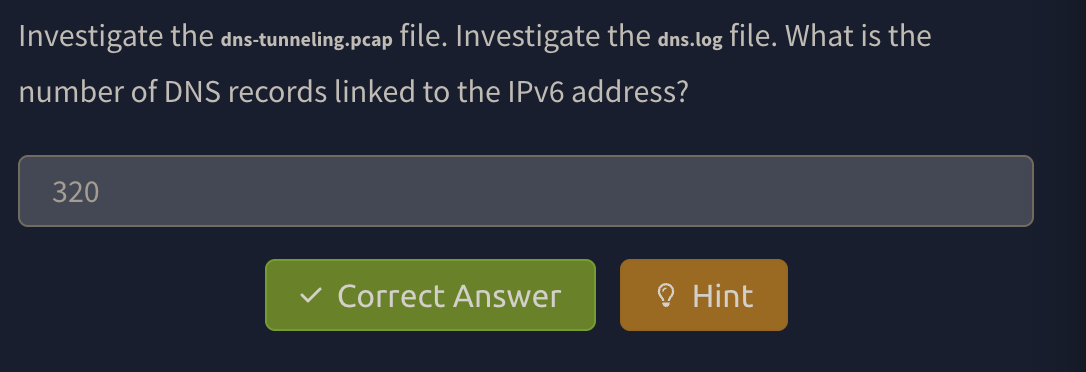 Investigate the dns-tunneling.pcap file. Investigate the dns.log file. What is the
number of DNS records linked to the IPv6 address?
320
Correct Answer
Hint